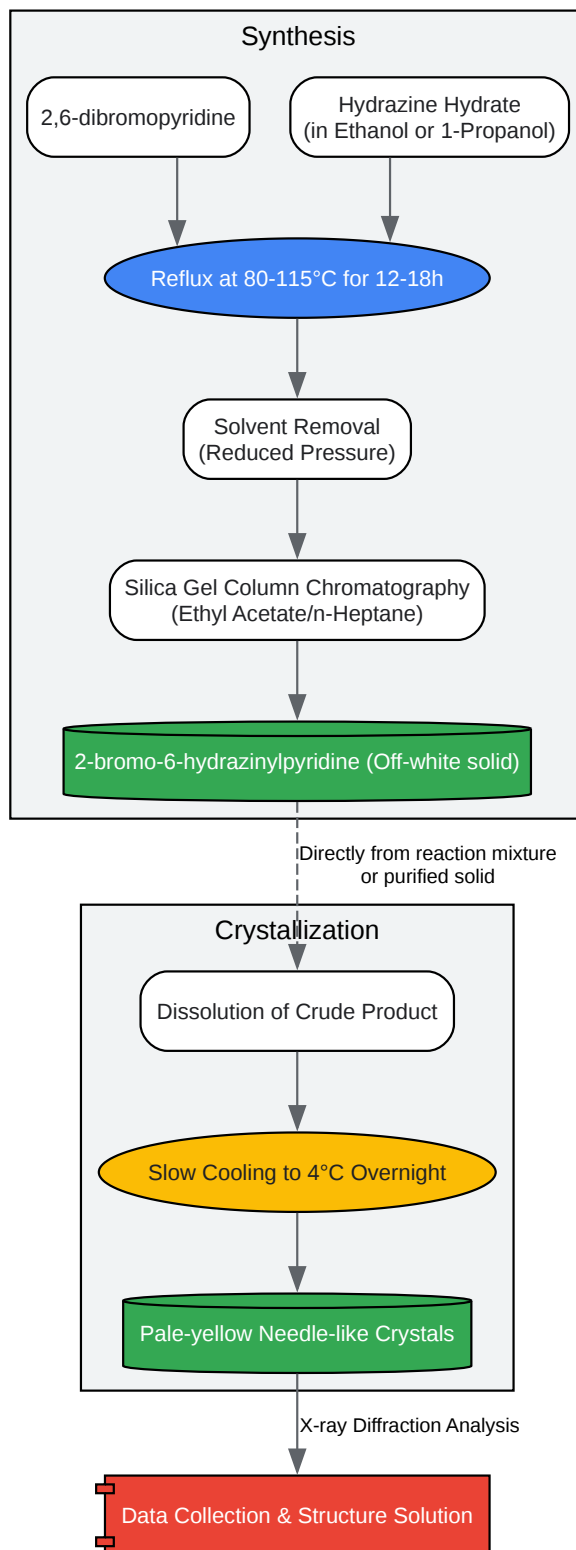 Synthesis
2,6-dibromopyridine
Hydrazine Hydrate
(in Ethanol or 1-Propanol)
Reflux at 80-115°C for 12-18h
Solvent Removal
(Reduced Pressure)
Silica Gel Column Chromatography
(Ethyl Acetate/n-Heptane)
2-bromo-6-hydrazinylpyridine (Off-white solid)
Directly from reaction mixture
or purified solid
Crystallization
Dissolution of Crude Product
Slow Cooling to 4°C Overnight
Pale-yellow Needle-like Crystals
X-ray Diffraction Analysis
Data Collection & Structure Solution